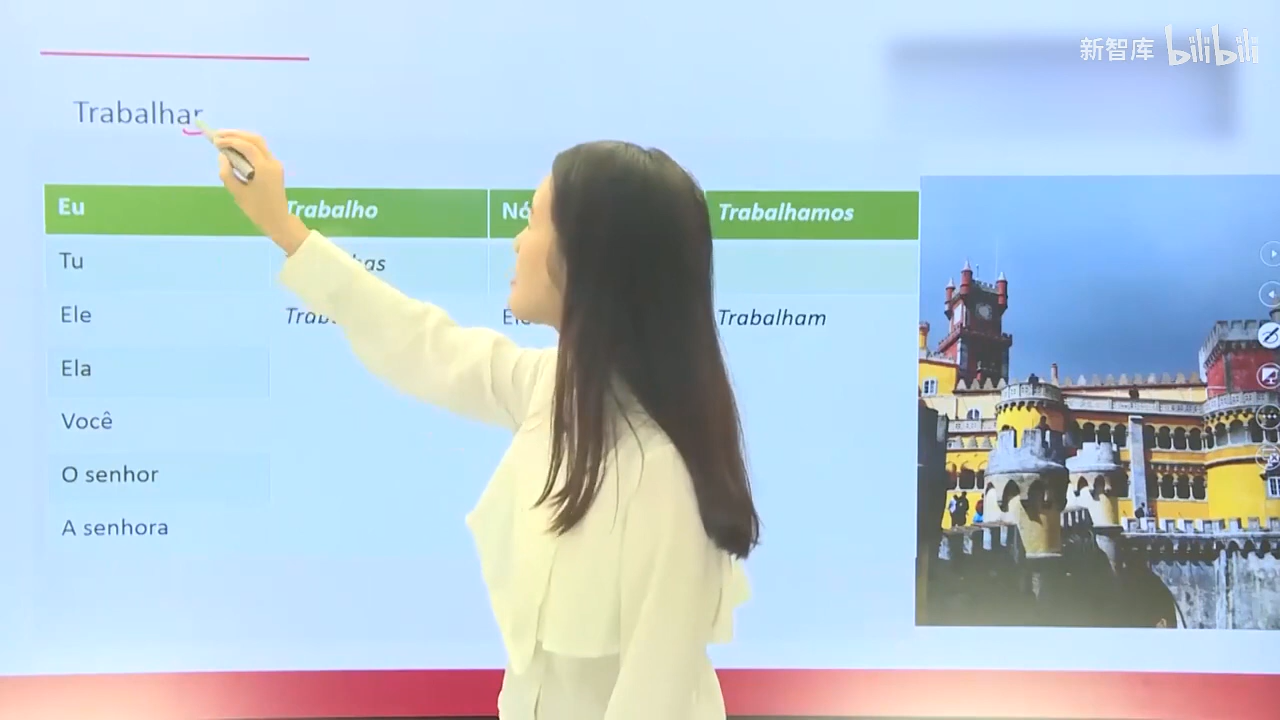 新智库 bilibili
Trabalhar
Eu Trabalho Trabalhamos
Tu
Ele Trabalham
Ela
Você
O senhor
A senhora